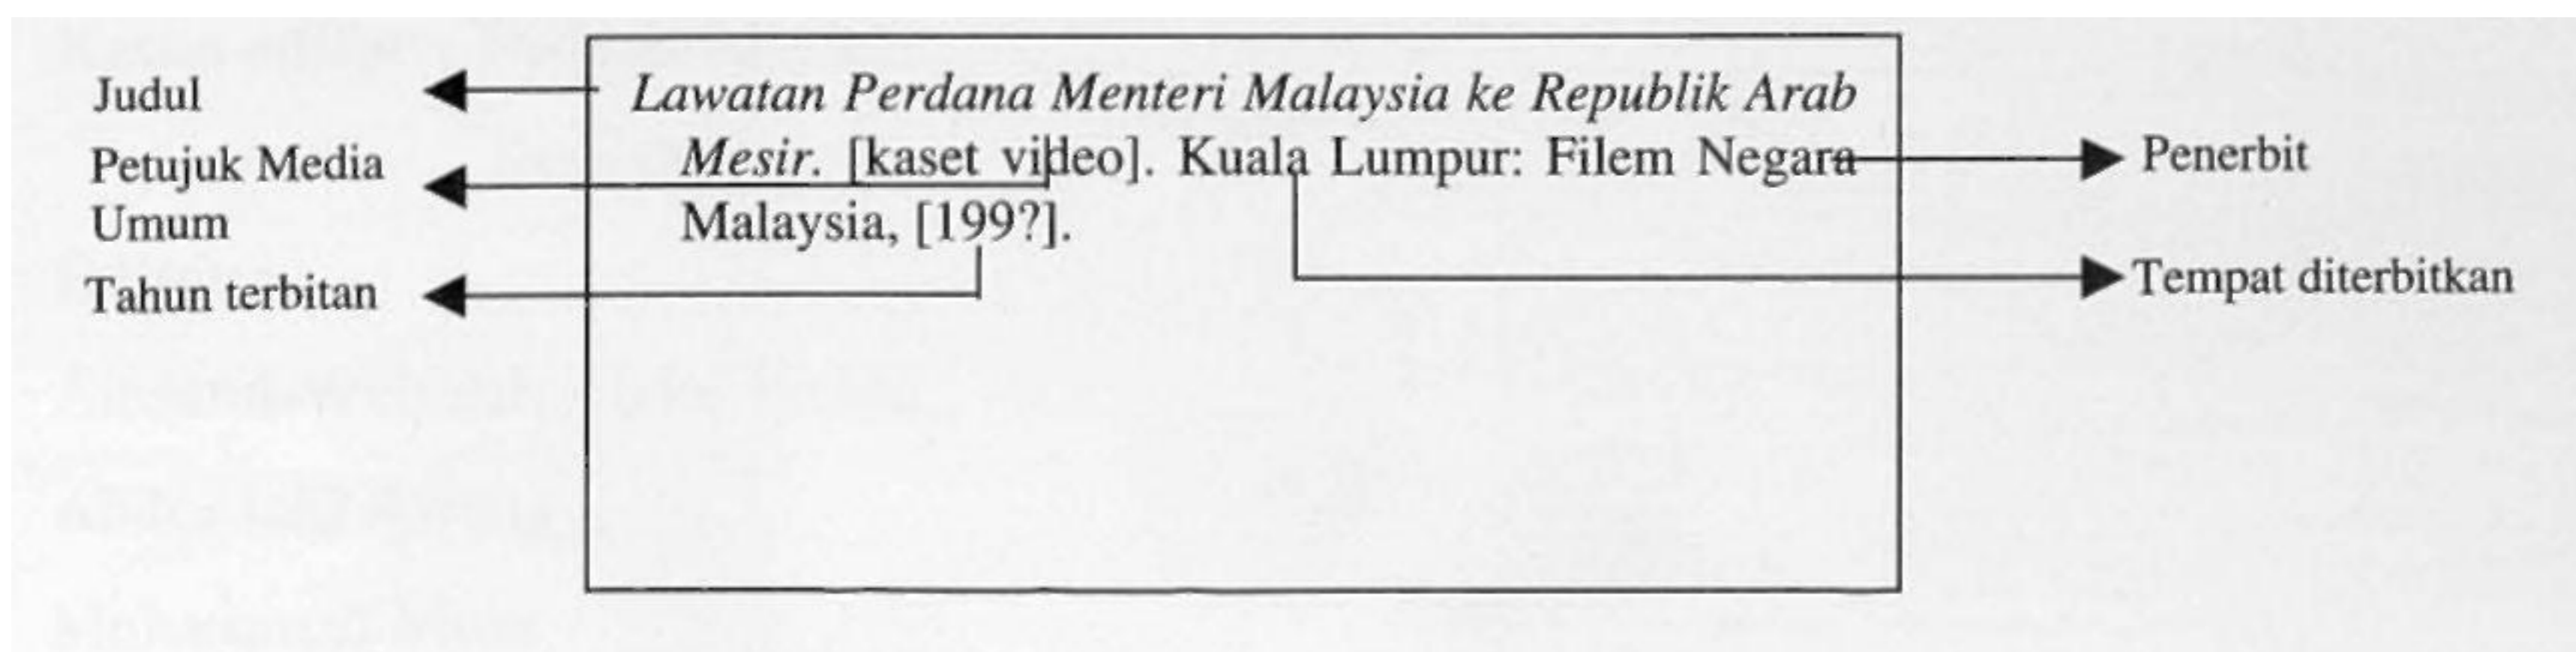 Judul
Petujuk Media
Umum
Tahun terbitan
Lawatan Perdana Menteri Malaysia ke Republik Arab
Mesir. [kaset video]. Kuala Lumpur: Filem Negara
Malaysia, [199?].
Penerbit
Tempat diterbitkan